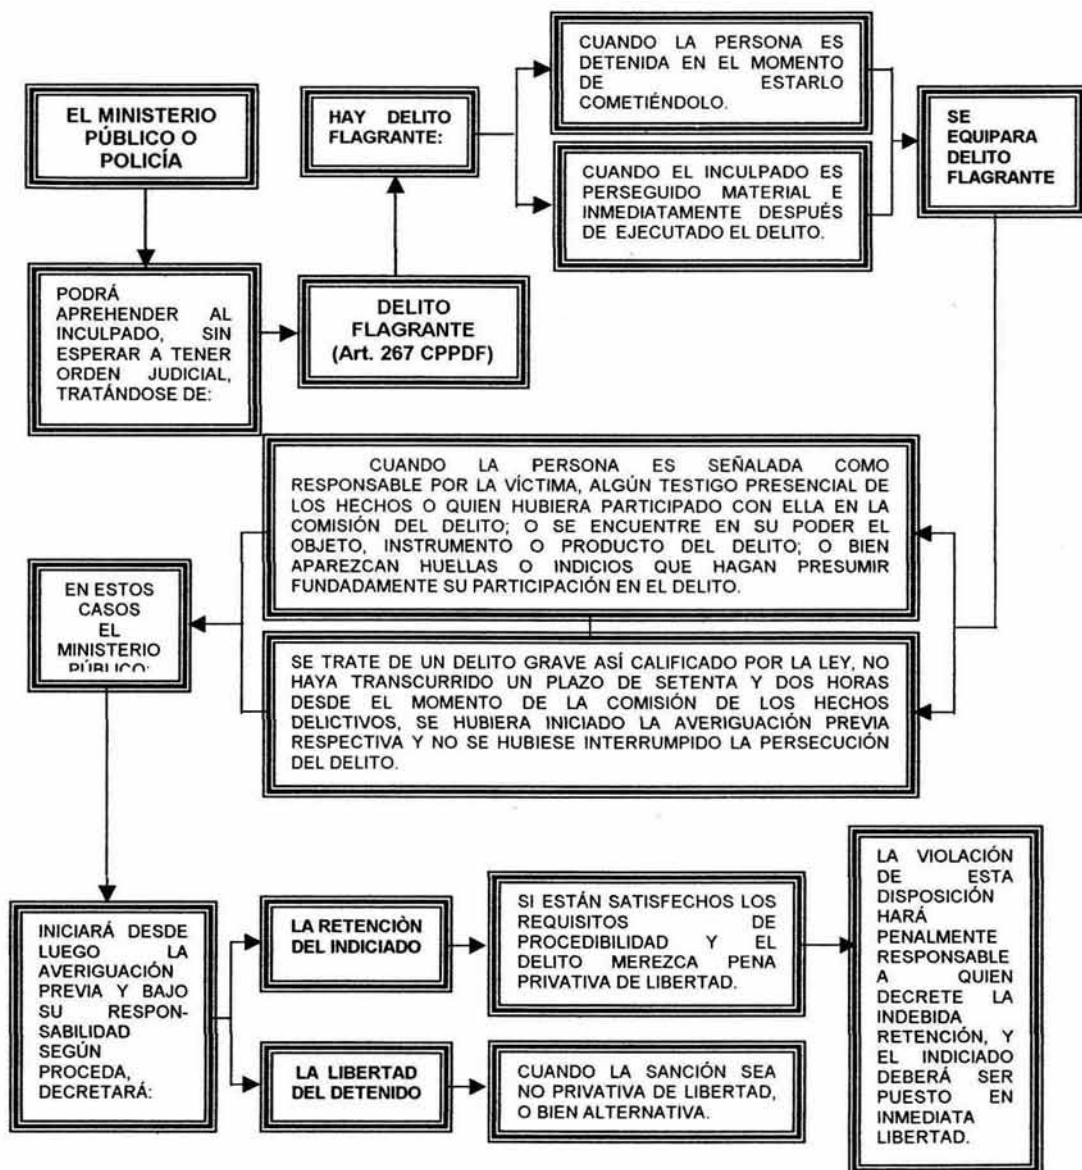 EL MINISTERIO
PÚBLICO O
POLICÍA
PODRÁ
APREHENDER AL
INCULPADO, SIN
ESPERAR A TENER
ORDEN JUDICIAL,
TRATÁNDOSE DE:
DELITO
FLAGRANTE
(Art. 267 CPPDF)
HAY DELITO
FLAGRANTE:
CUANDO LA PERSONA ES
DETENIDA EN EL MOMENTO
DE ESTARLO
COMETIÉNDOLO.
CUANDO EL INCULPADO ES
PERSEGUIDO MATERIAL E
INMEDIATAMENTE DESPUÉS
DE EJECUTADO EL DELITO.
SE
EQUIPARA
DELITO
FLAGRANTE
CUANDO LA PERSONA ES SEÑALADA COMO
RESPONSABLE POR LA VÍCTIMA, ALGÚN TESTIGO PRESENCIAL DE
LOS HECHOS O QUIEN HUBIERA PARTICIPADO CON ELLA EN LA
COMISIÓN DEL DELITO; O SE ENCUENTRE EN SU PODER EL
OBJETO, INSTRUMENTO O PRODUCTO DEL DELITO; O BIEN
APAREZCAN HUELLAS O INDICIOS QUE HAGAN PRESUMIR
FUNDADAMENTE SU PARTICIPACIÓN EN EL DELITO.
SE TRATE DE UN DELITO GRAVE ASÍ CALIFICADO POR LA LEY, NO
HAYA TRANSCURRIDO UN PLAZO DE SETENTA Y DOS HORAS
DESDE EL MOMENTO DE LA COMISIÓN DE LOS HECHOS
DELICTIVOS, SE HUBIERA INICIADO LA AVERIGUACIÓN PREVIA
RESPECTIVA Y NO SE HUBIESE INTERRUMPIDO LA PERSECUCIÓN
DEL DELITO.
EN ESTOS
CASOS
EL
MINISTERIO
PÚBLICO:
INICIARÁ DESDE
LUEGO LA
AVERIGUACIÓN
PREVIA Y BAJO
SU RESPON-
SABILIDAD
SEGÚN
PROCEDA,
DECRETARÁ:
LA RETENCIÒN
DEL INDICIADO
SI ESTÁN SATISFECHOS LOS
REQUISITOS DE
PROCEDIBILIDAD Y EL
DELITO MEREZCA PENA
PRIVATIVA DE LIBERTAD.
LA VIOLACIÓN
DE ESTA
DISPOSICIÓN
HARÁ
PENALMENTE
RESPONSABLE
A QUIEN
DECRETE LA
INDEBIDA
RETENCIÓN, Y
EL INDICIADO
DEBERÁ SER
PUESTO EN
INMEDIATA
LIBERTAD.
LA LIBERTAD
DEL DETENIDO
CUANDO LA SANCIÓN SEA
NO PRIVATIVA DE LIBERTAD,
O BIEN ALTERNATIVA.